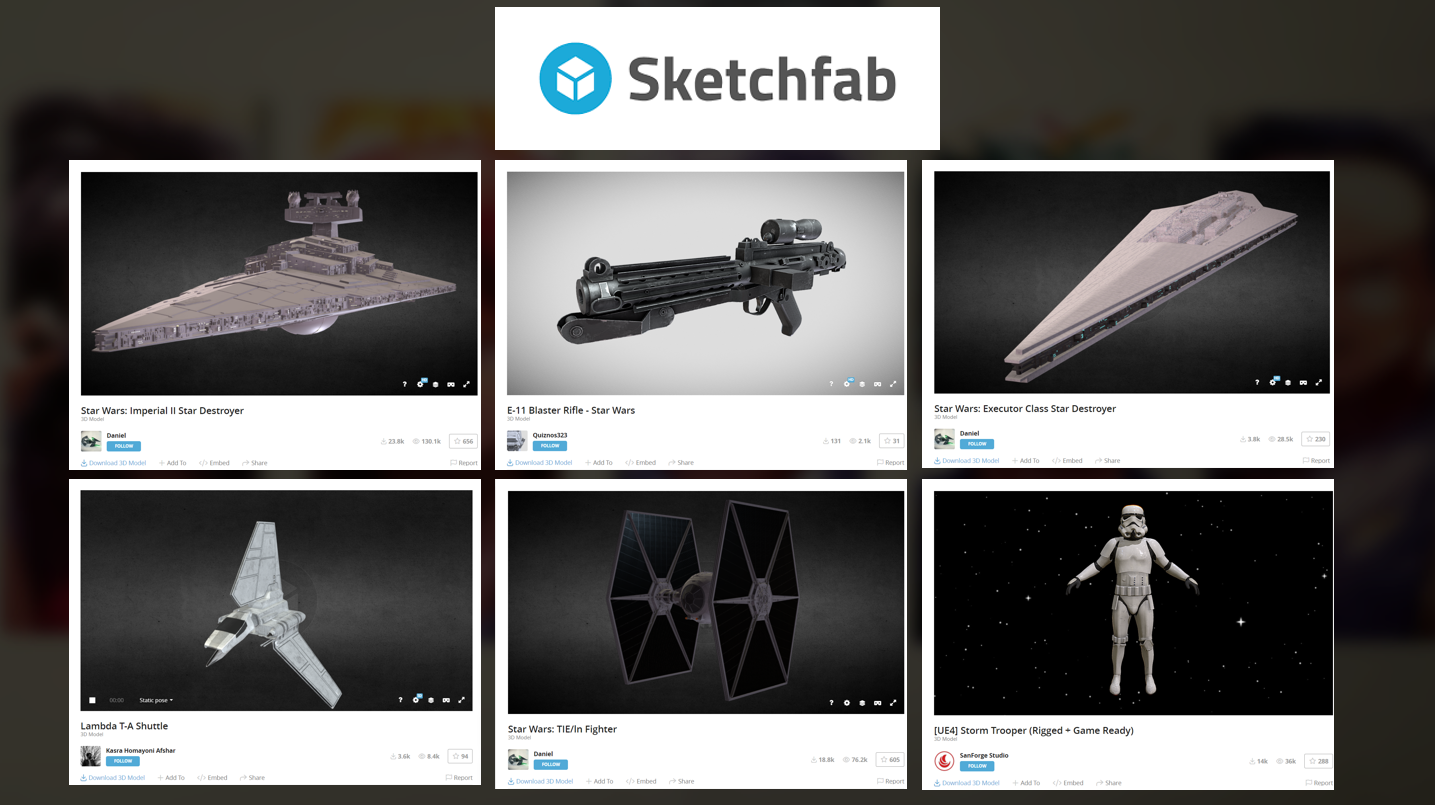 Sketchfab
Star Wars: Imperial II Star Destroyer
3D Model
Daniel
FOLLOW
23.8k 130.1k 656
Download 3D Model Add To Embed Share Report
E-11 Blaster Rifle - Star Wars
3D Model
Quiznos323
FOLLOW
131 2.1k 31
Download 3D Model Add To Embed Share Report
Star Wars: Executor Class Star Destroyer
3D Model
Daniel
FOLLOW
3.8k 28.5k 230
Download 3D Model Add To Embed Share Report
00:00 Static pose
Lambda T-A Shuttle
3D Model
Kasra Homayoni Afshar
FOLLOW
3.6k 8.4k 94
Download 3D Model Add To Embed Share Report
Star Wars: TIE/ln Fighter
3D Model
Daniel
FOLLOW
18.8k 76.2k 605
Download 3D Model Add To Embed Share Report
[UE4] Storm Trooper (Rigged + Game Ready)
3D Model
SanForge Studio
FOLLOW
14k 36k 288
Download 3D Model Add To Embed Share Report